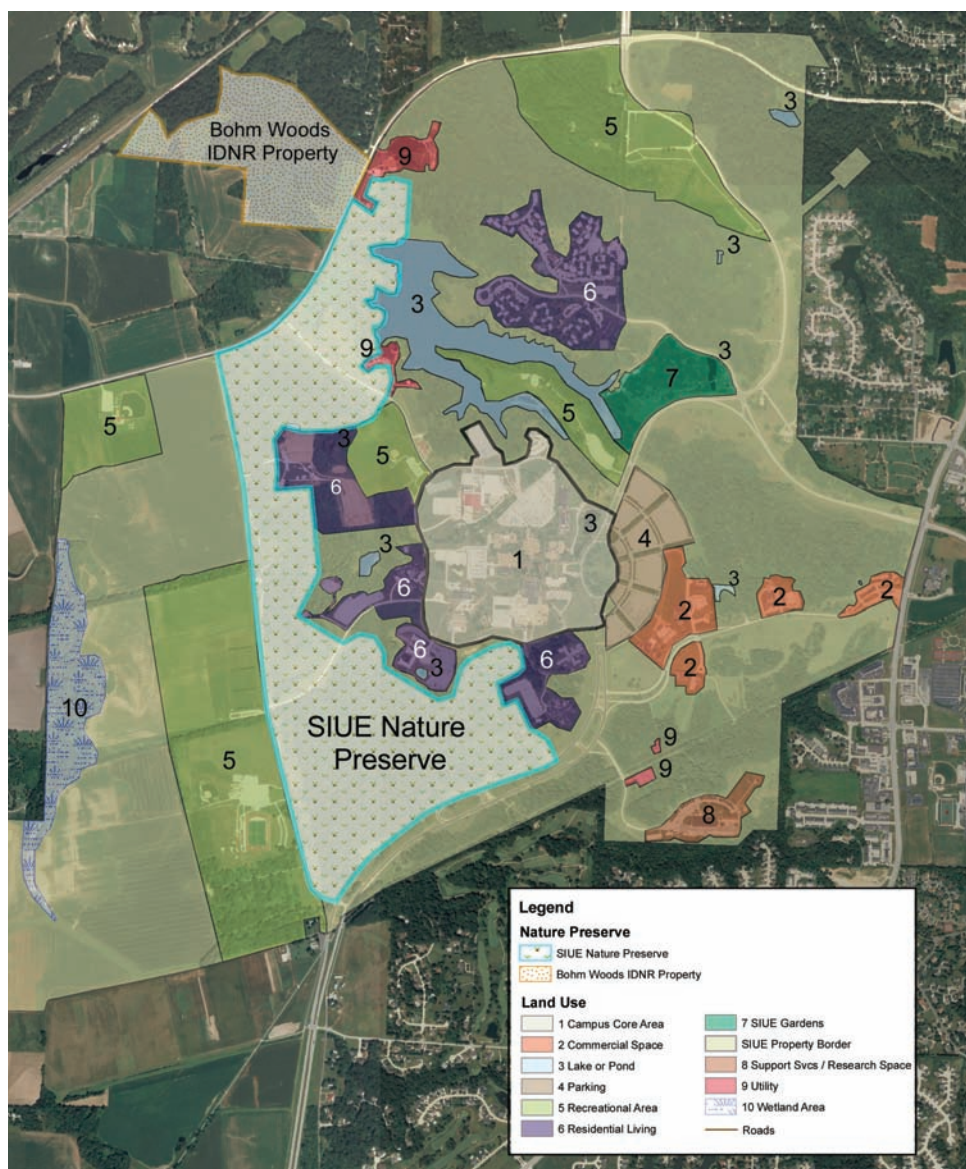 Bohm Woods
IDNR Property
9
5
3
3
6
3
9
3
7
5
5
3
5
6
3
4
1
3
6
3
2
2
2
6
3
6
2
10
SIUE Nature
Preserve
5
9
9
8
Legend
Nature Preserve
SIUE Nature Preserve
Bohm Woods IDNR Property
Land Use
1 Campus Core Area
2 Commercial Space
3 Lake or Pond
4 Parking
5 Recreational Area
6 Residential Living
7 SIUE Gardens
SIUE Property Border
8 Support Svcs / Research Space
9 Utility
10 Wetland Area
Roads